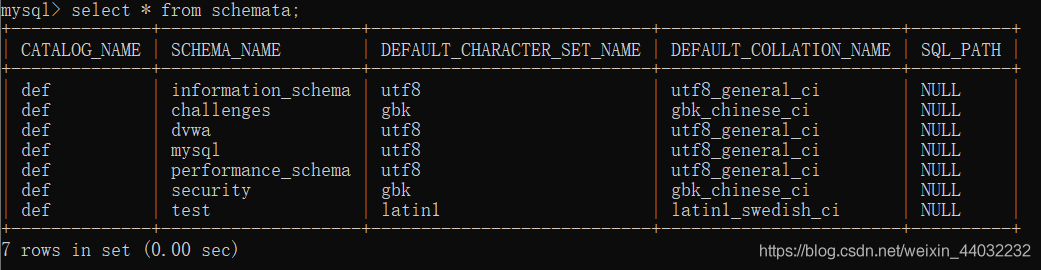 mysql> select * from schemata;
| CATALOG_NAME | SCHEMA_NAME | DEFAULT_CHARACTER_SET_NAME | DEFAULT_COLLATION_NAME | SQL_PATH |
| def | information_schema | utf8 | utf8_general_ci | NULL |
| def | challenges | gbk | gbk_chinese_ci | NULL |
| def | dvwa | utf8 | utf8_general_ci | NULL |
| def | mysql | utf8 | utf8_general_ci | NULL |
| def | performance_schema | utf8 | utf8_general_ci | NULL |
| def | security | gbk | gbk_chinese_ci | NULL |
| def | test | latin1 | latin1_swedish_ci | NULL |
7 rows in set (0.00 sec)
https://blog.csdn.net/weixin_44032232